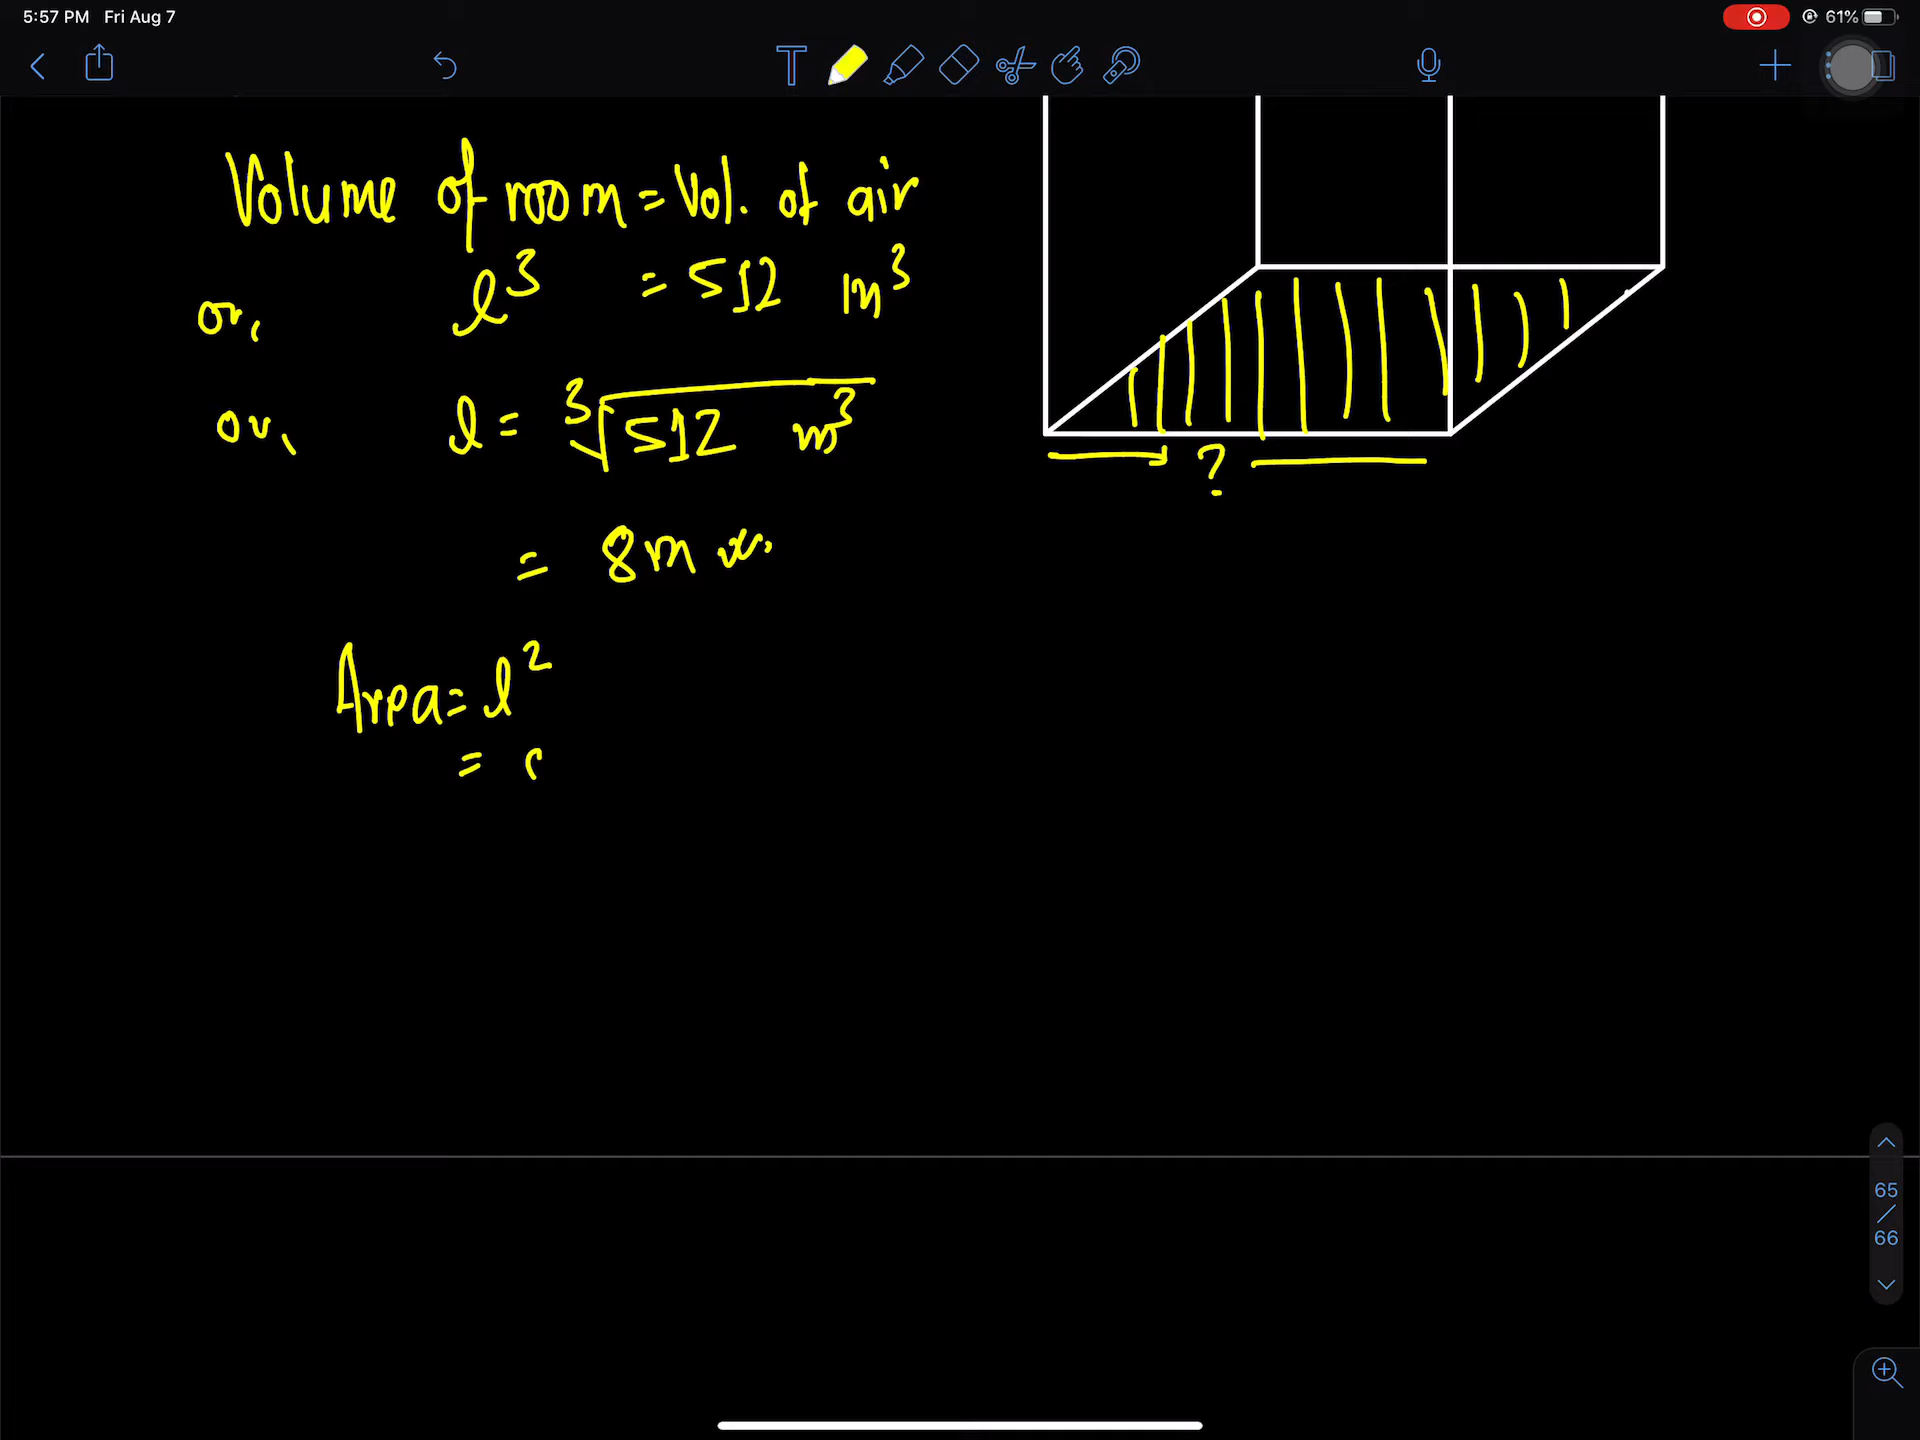 5:57 PM Fri Aug 7
61%
T
Volume of room = Vol. of air
or, l³ = 512 m³
or, l = ³√512 m³
?
= 8m
Area = l²
=
65
66